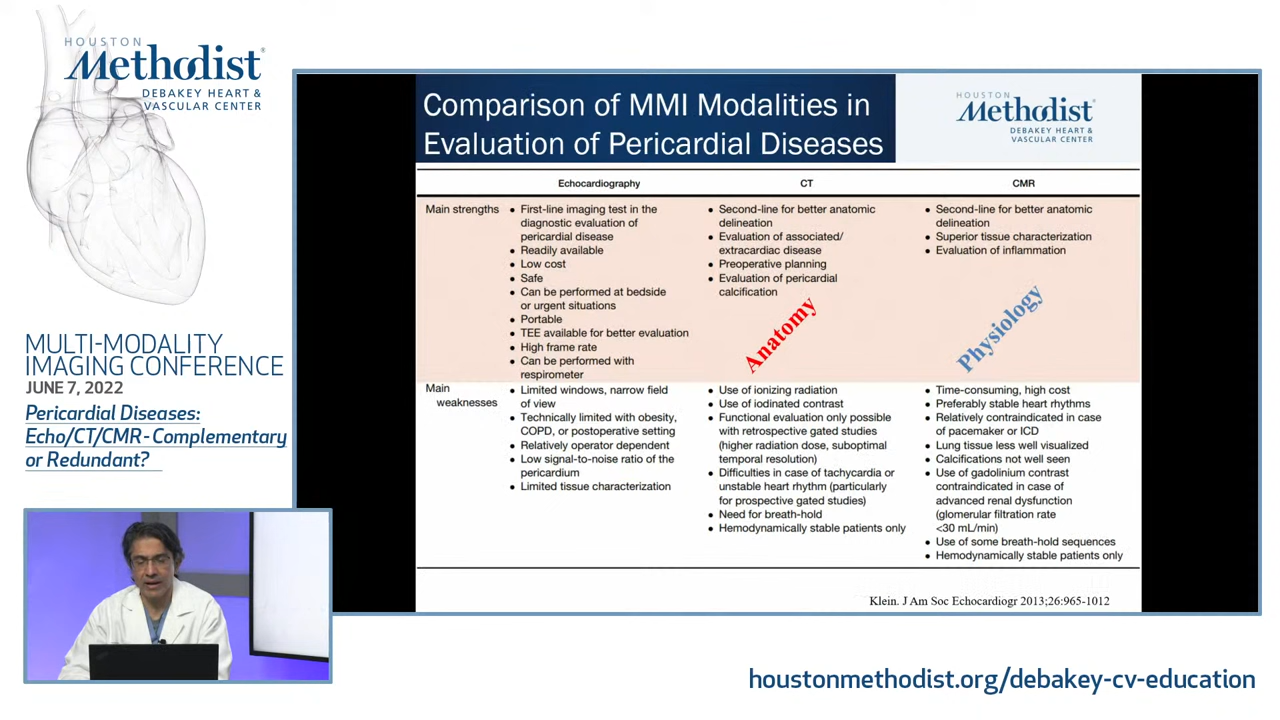 HOUSTON
Methodist®
DEBAKEY HEART &
VASCULAR CENTER
MULTI-MODALITY
IMAGING CONFERENCE
JUNE 7, 2022
Pericardial Diseases:
Echo/CT/CMR-Complementary
or Redundant?
Comparison of MMI Modalities in
Evaluation of Pericardial Diseases
HOUSTON
Methodist®
DEBAKEY HEART &
VASCULAR CENTER
Echocardiography
CT
CMR
Main strengths
• First-line imaging test in the
diagnostic evaluation of
pericardial disease
• Readily available
• Low cost
• Safe
• Can be performed at bedside
or urgent situations
• Portable
• TEE available for better evaluation
• High frame rate
• Can be performed with
respirometer
• Second-line for better anatomic
delineation
• Evaluation of associated/
extracardiac disease
• Preoperative planning
• Evaluation of pericardial
calcification
Anatomy
• Second-line for better anatomic
delineation
• Superior tissue characterization
• Evaluation of inflammation
Physiology
Main
weaknesses
• Limited windows, narrow field
of view
• Technically limited with obesity,
COPD, or postoperative setting
• Relatively operator dependent
• Low signal-to-noise ratio of the
pericardium
• Limited tissue characterization
• Use of ionizing radiation
• Use of iodinated contrast
• Functional evaluation only possible
with retrospective gated studies
(higher radiation dose, suboptimal
temporal resolution)
• Difficulties in case of tachycardia or
unstable heart rhythm (particularly
for prospective gated studies)
• Need for breath-hold
• Hemodynamically stable patients only
• Time-consuming, high cost
• Preferably stable heart rhythms
• Relatively contraindicated in case
of pacemaker or ICD
• Lung tissue less well visualized
• Calcifications not well seen
• Use of gadolinium contrast
contraindicated in case of
advanced renal dysfunction
(glomerular filtration rate
<30 mL/min)
• Use of some breath-hold sequences
• Hemodynamically stable patients only
Klein. J Am Soc Echocardiogr 2013;26:965-1012
houstonmethodist.org/debakey-cv-education